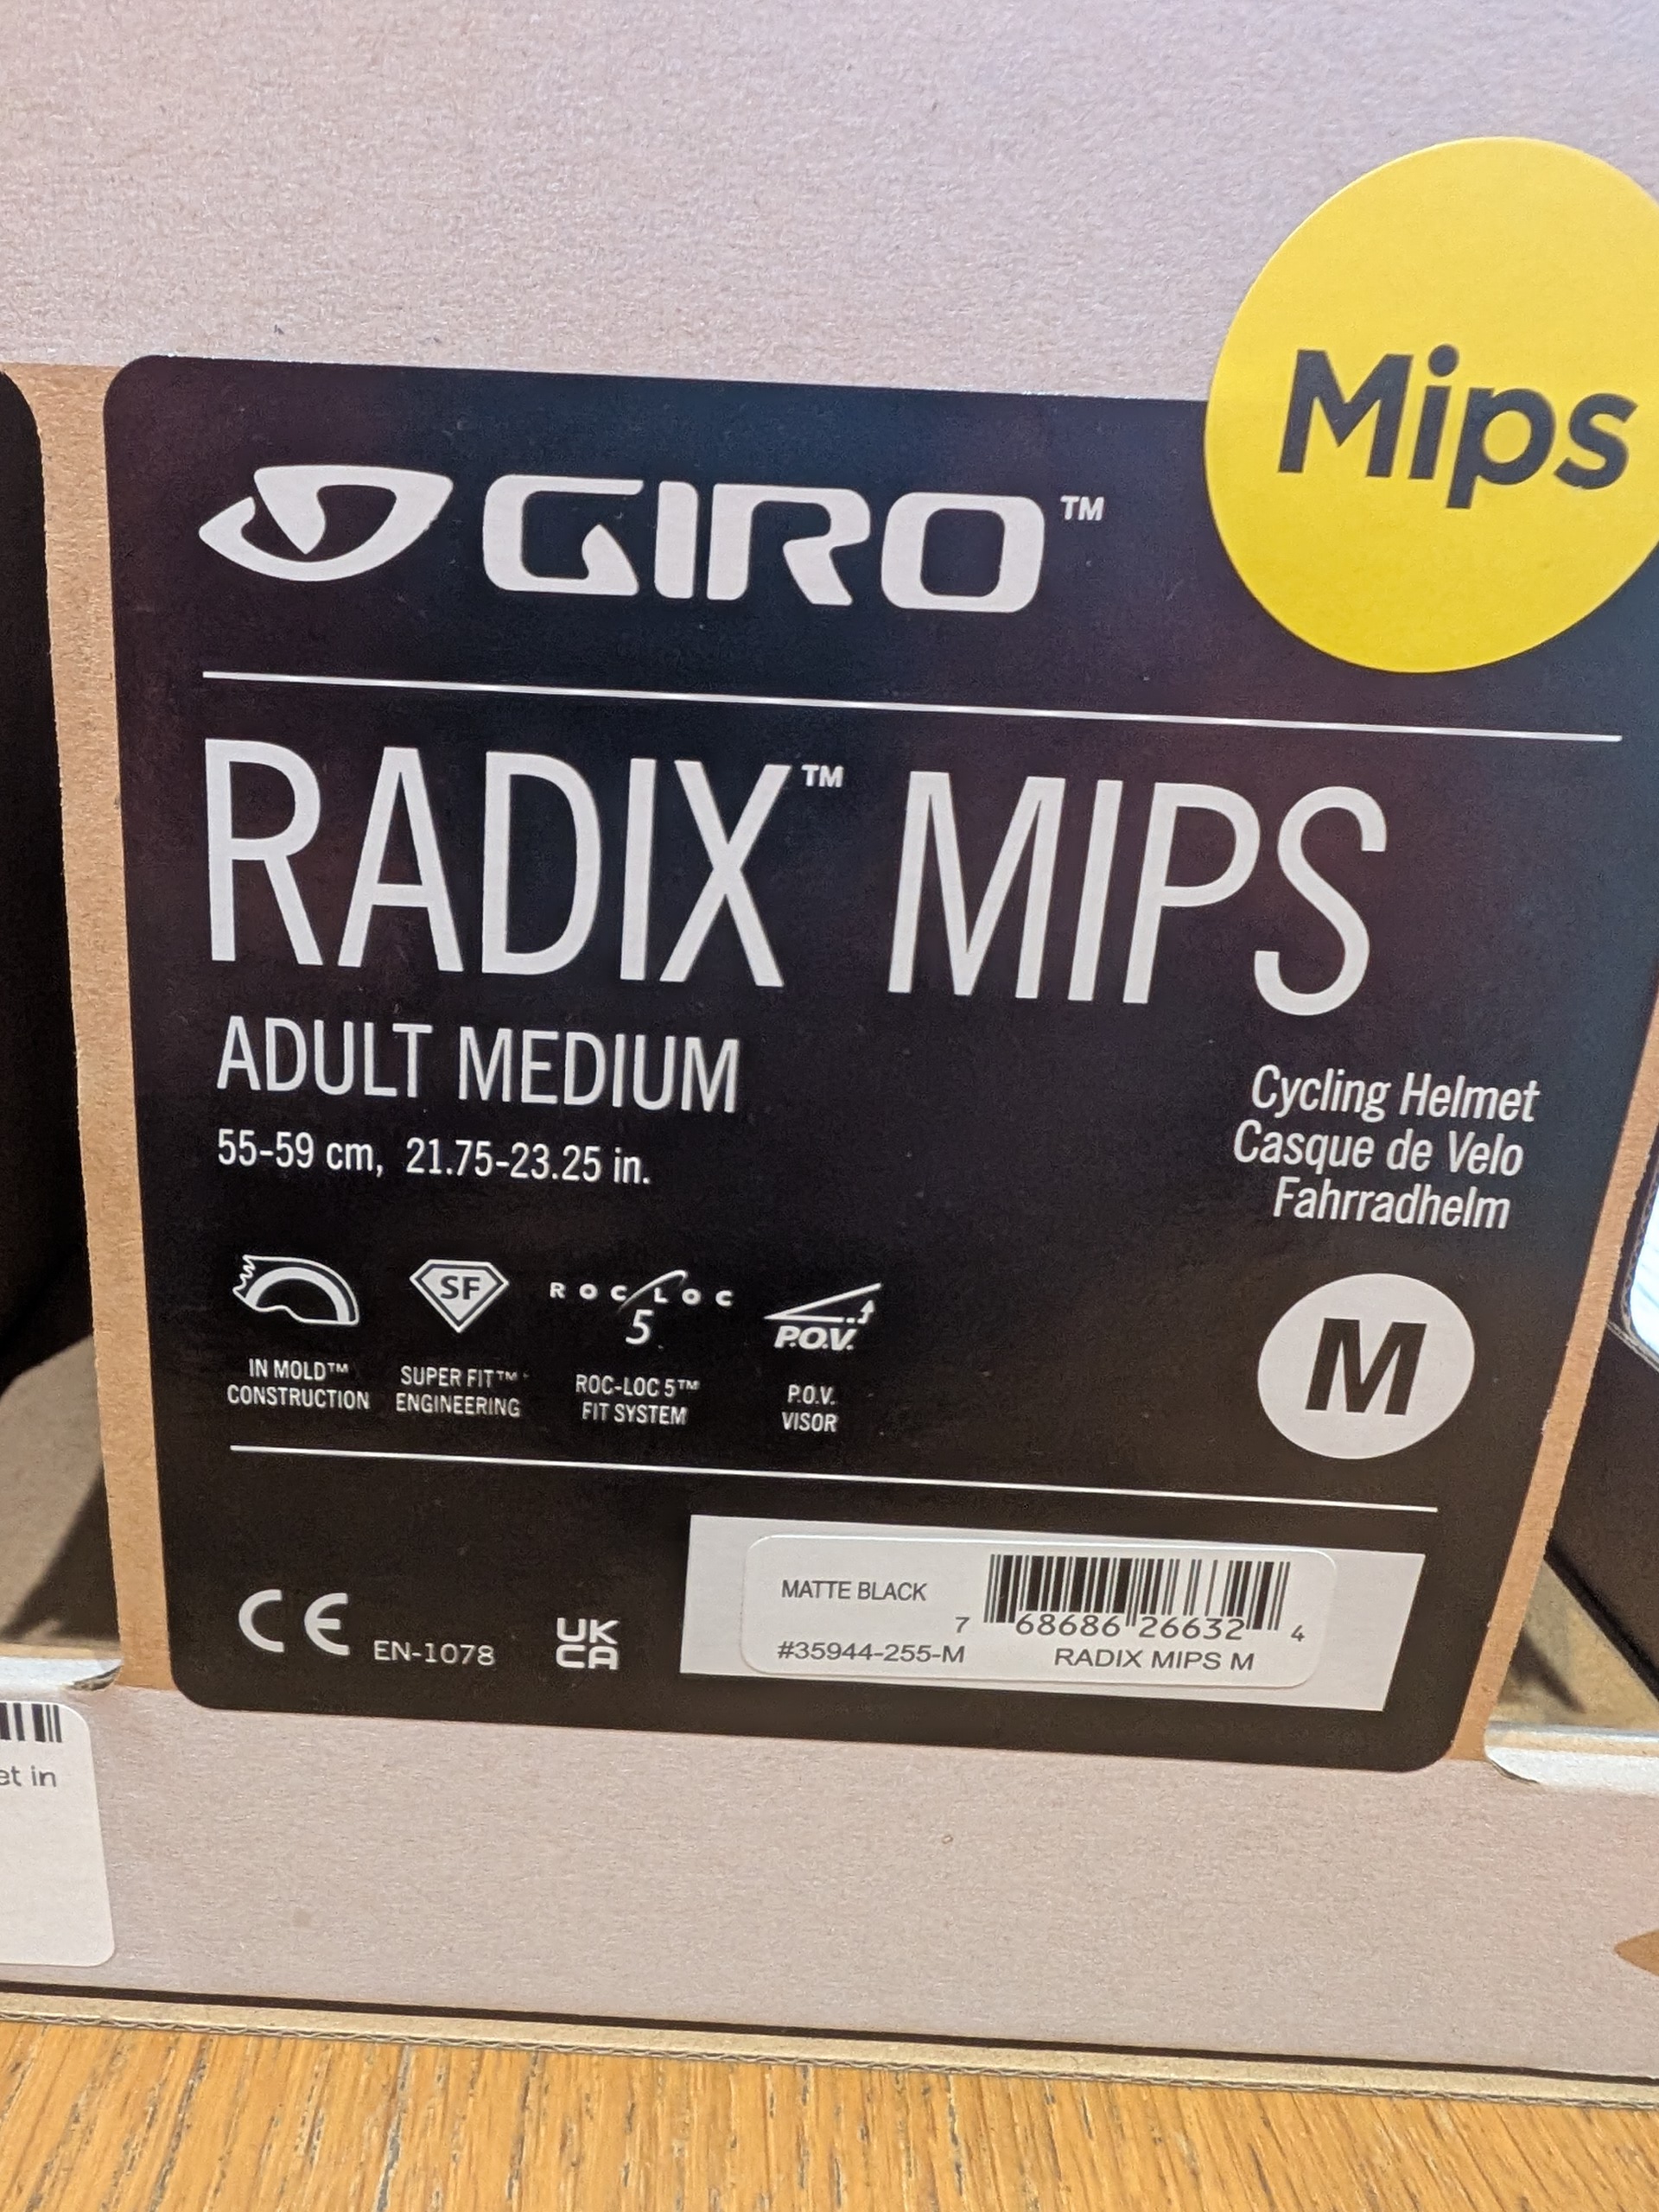 Mips
GIRO™
RADIX™ MIPS
ADULT MEDIUM
55-59 cm, 21.75-23.25 in.
Cycling Helmet
Casque de Velo
Fahrradhelm
SF
ROC LOC
5
P.O.V.
IN MOLD™
CONSTRUCTION
SUPER FIT™
ENGINEERING
ROC-LOC 5™
FIT SYSTEM
P.O.V.
VISOR
M
CE EN-1078
UK
CA
MATTE BLACK
7 68686 26632 4
#35944-255-M RADIX MIPS M
in